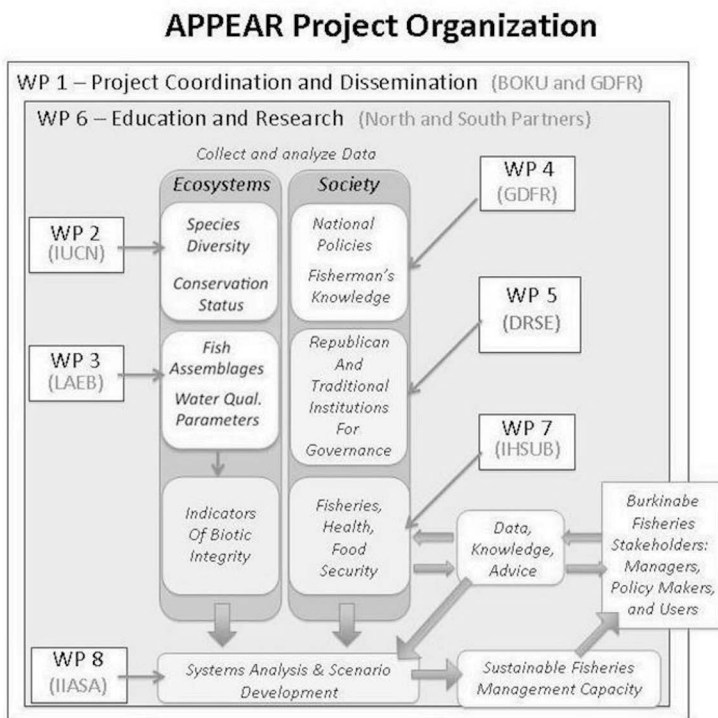 APPEAR Project Organization
WP 1 – Project Coordination and Dissemination (BOKU and GDFR)
WP 6 – Education and Research (North and South Partners)
Collect and analyze Data
Ecosystems
Society
WP 2
(IUCN)
Species
Diversity
Conservation
Status
National
Policies
Fisherman's
Knowledge
WP 4
(GDFR)
WP 3
(LAEB)
Fish
Assemblages
Water Qual.
Parameters
Republican
And
Traditional
Institutions
For
Governance
WP 5
(DRSE)
WP 7
(IHSUB)
Indicators
Of Biotic
Integrity
Fisheries,
Health,
Food
Security
Data,
Knowledge,
Advice
Burkinabe
Fisheries
Stakeholders:
Managers,
Policy Makers,
and Users
WP 8
(IIASA)
Systems Analysis & Scenario
Development
Sustainable Fisheries
Management Capacity